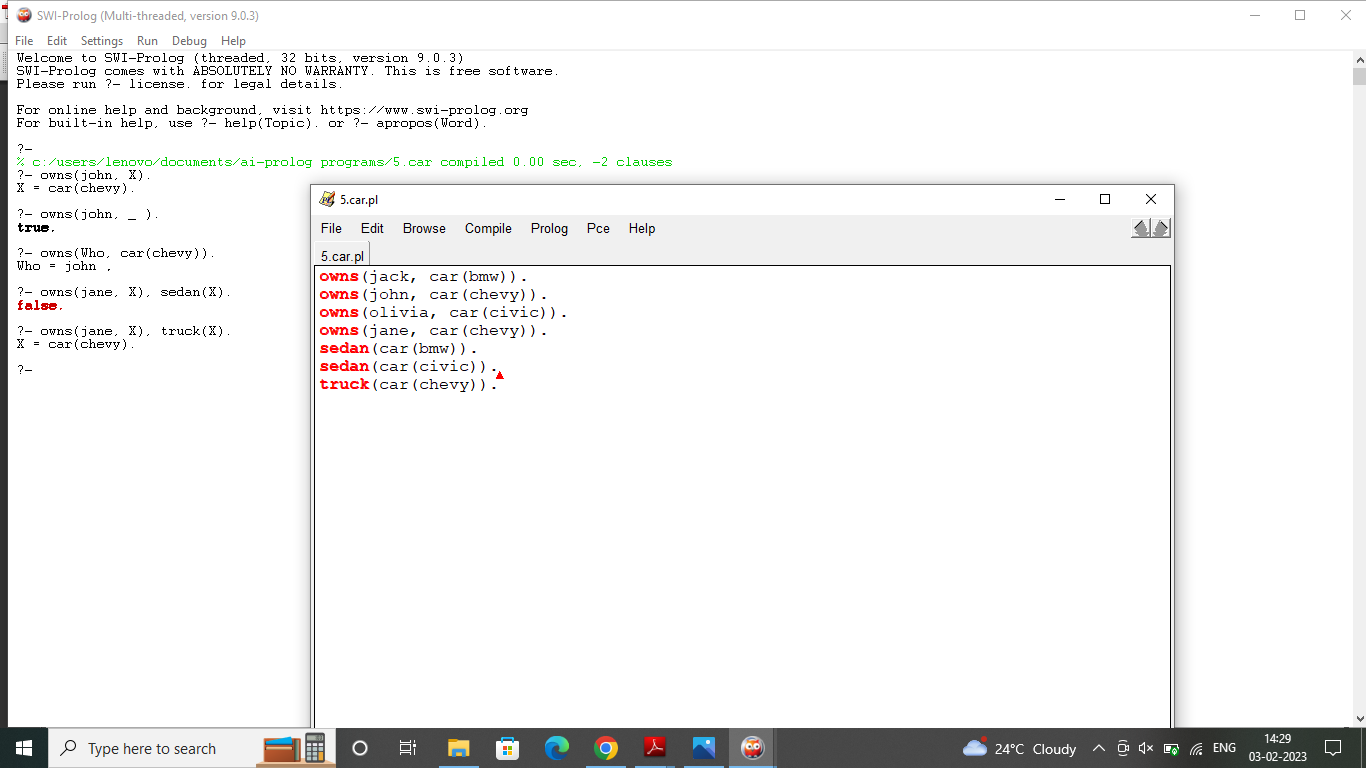 SWI-Prolog (Multi-threaded, version 9.0.3)
File Edit Settings Run Debug Help
Welcome to SWI-Prolog (threaded, 32 bits, version 9.0.3)
SWI-Prolog comes with ABSOLUTELY NO WARRANTY. This is free software.
Please run ?- license. for legal details.
For online help and background, visit https://www.swi-prolog.org
For built-in help, use ?- help(Topic). or ?- apropos(Word).
?-
% c:/users/lenovo/documents/ai-prolog programs/5.car compiled 0.00 sec, -2 clauses
?- owns(john, X).
X = car(chevy).
?- owns(john, _ ).
true.
?- owns(Who, car(chevy)).
Who = john ,
?- owns(jane, X), sedan(X).
false.
?- owns(jane, X), truck(X).
X = car(chevy).
?-
5.car.pl
File Edit Browse Compile Prolog Pce Help
5.car.pl
owns(jack, car(bmw)).
owns(john, car(chevy)).
owns(olivia, car(civic)).
owns(jane, car(chevy)).
sedan(car(bmw)).
sedan(car(civic)).
truck(car(chevy)).
Type here to search
24°C Cloudy
ENG
14:29
03-02-2023